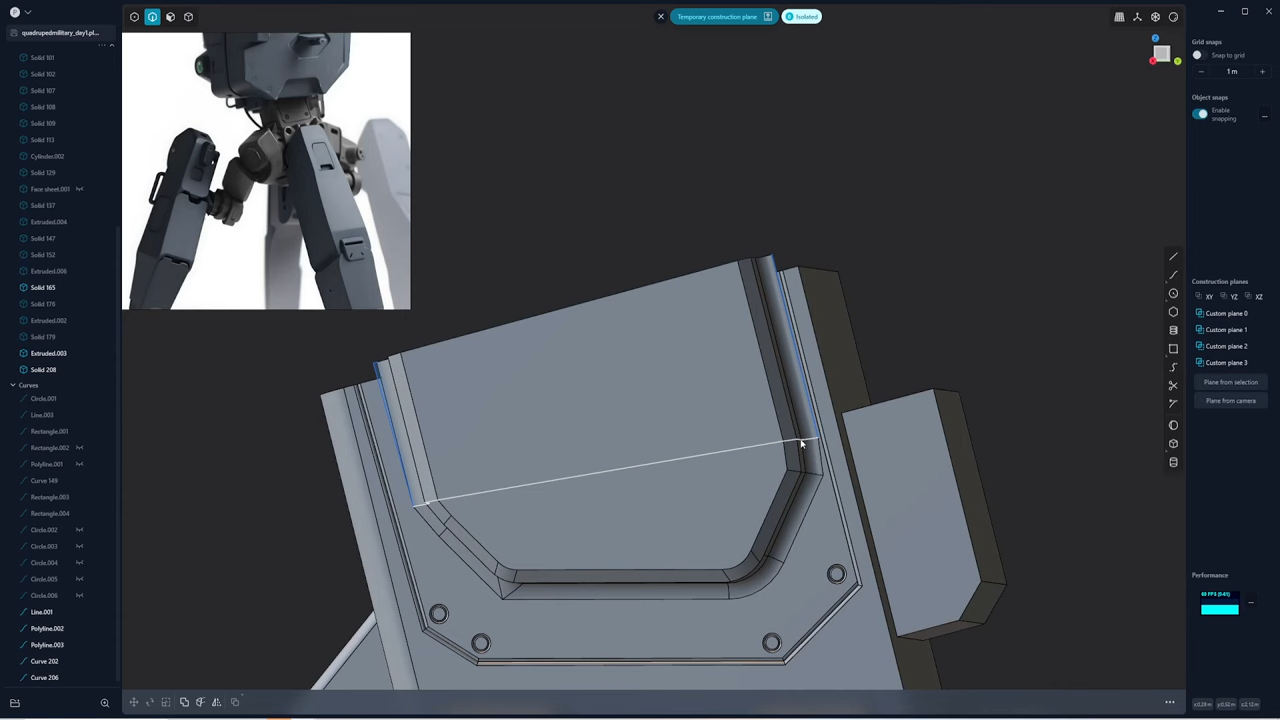 quadrupedmilitary_day1.pl...
Temporary construction plane
Isolated
Solid 101
Solid 102
Solid 107
Solid 108
Solid 109
Solid 113
Cylinder.002
Solid 129
Face sheet.001
Solid 137
Extruded.004
Solid 147
Solid 152
Extruded.006
Solid 165
Solid 176
Extruded.002
Solid 179
Extruded.003
Solid 208
Curves
Circle.001
Line.003
Rectangle.001
Rectangle.002
Polyline.001
Curve 149
Rectangle.003
Rectangle.004
Circle.002
Circle.003
Circle.004
Circle.005
Circle.006
Line.001
Polyline.002
Polyline.003
Curve 202
Curve 206
Z
X
Y
Grid snaps
Snap to grid
1 m
Object snaps
Enable
snapping
Construction planes
XY YZ XZ
Custom plane 0
Custom plane 1
Custom plane 2
Custom plane 3
Plane from selection
Plane from camera
Performance